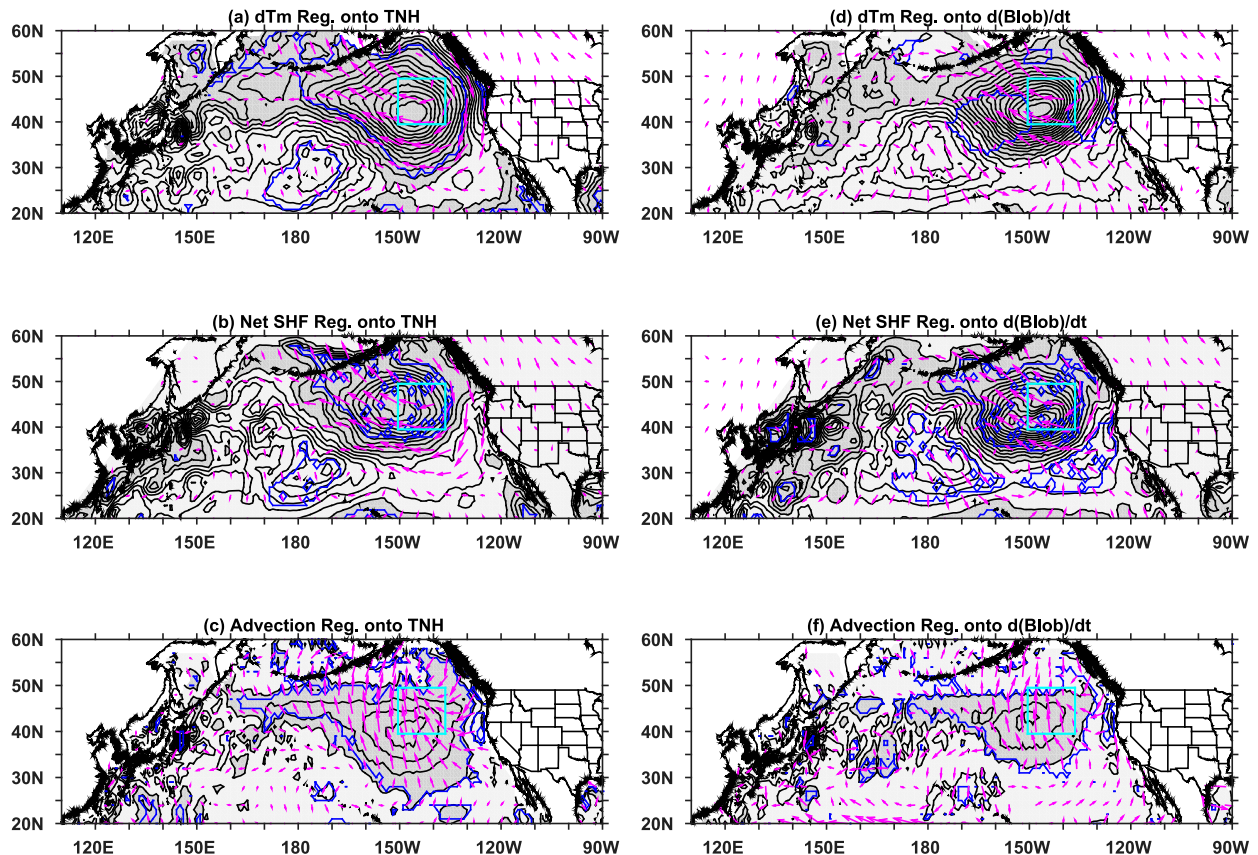 (a) dTm Reg. onto TNH
60N
50N
40N
30N
20N
120E 150E 180 150W 120W 90W
(d) dTm Reg. onto d(Blob)/dt
60N
50N
40N
30N
20N
120E 150E 180 150W 120W 90W
(b) Net SHF Reg. onto TNH
60N
50N
40N
30N
20N
120E 150E 180 150W 120W 90W
(e) Net SHF Reg. onto d(Blob)/dt
60N
50N
40N
30N
20N
120E 150E 180 150W 120W 90W
(c) Advection Reg. onto TNH
60N
50N
40N
30N
20N
120E 150E 180 150W 120W 90W
(f) Advection Reg. onto d(Blob)/dt
60N
50N
40N
30N
20N
120E 150E 180 150W 120W 90W